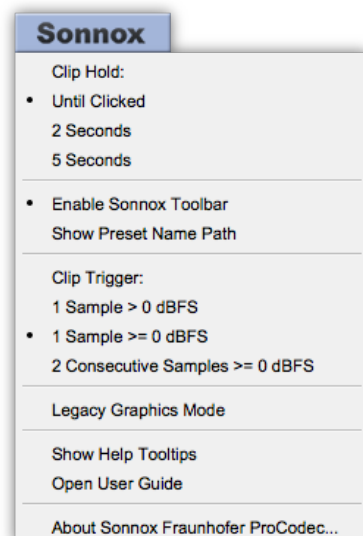 Sonnox
Clip Hold:
• Until Clicked
2 Seconds
5 Seconds
• Enable Sonnox Toolbar
Show Preset Name Path
Clip Trigger:
1 Sample > 0 dBFS
• 1 Sample >= 0 dBFS
2 Consecutive Samples >= 0 dBFS
Legacy Graphics Mode
Show Help Tooltips
Open User Guide
About Sonnox Fraunhofer ProCodec...